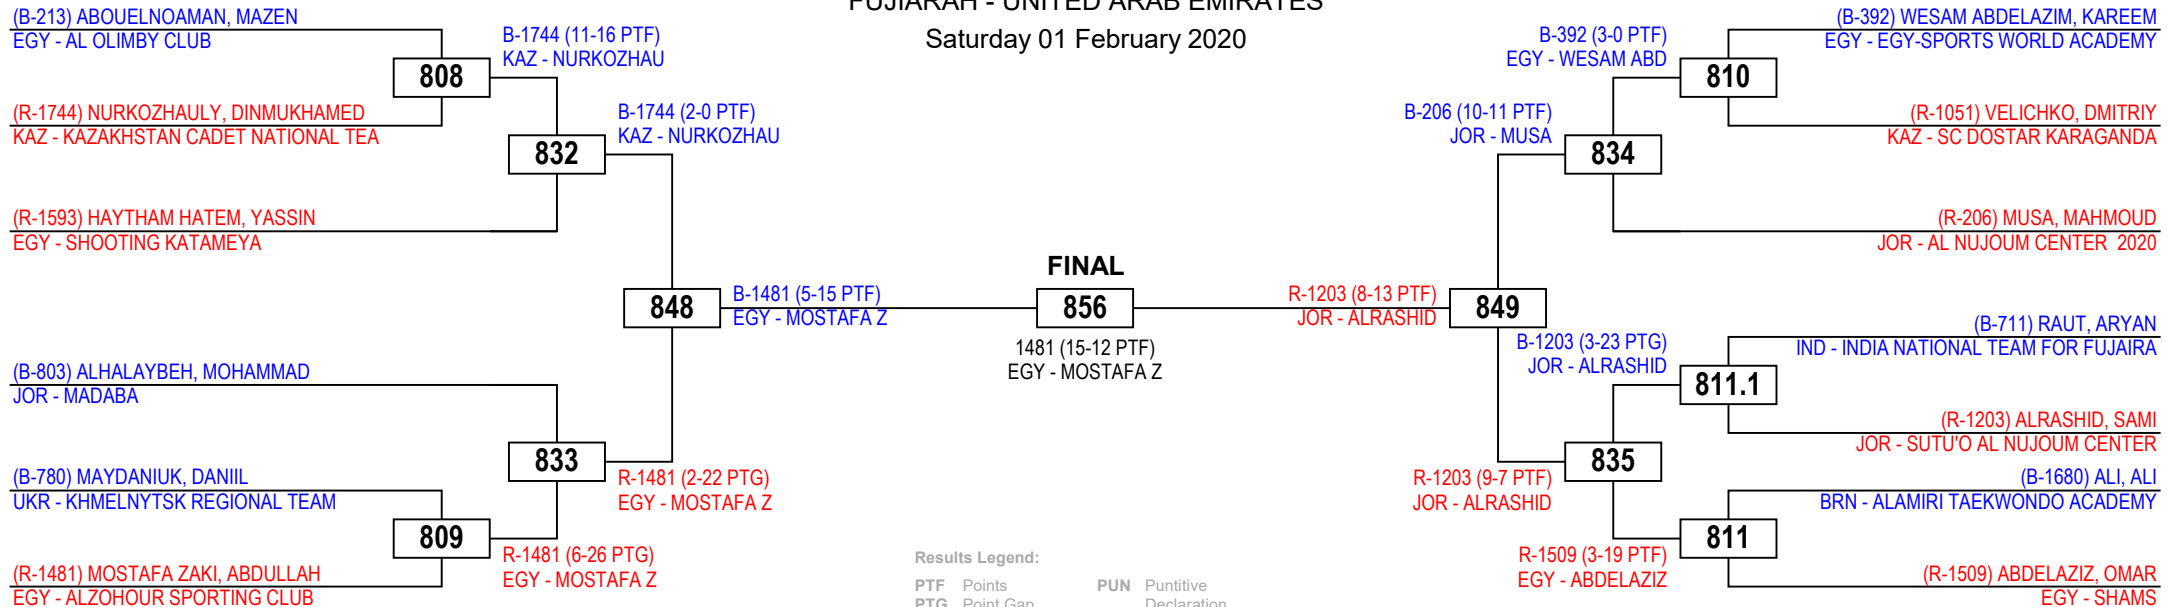 FUJIARAH - UNITED ARAB EMIRATES
Saturday 01 February 2020
(B-213) ABOUELNOAMAN, MAZEN
EGY - AL OLIMBY CLUB
808
(R-1744) NURKOZHAULY, DINMUKHAMED
KAZ - KAZAKHSTAN CADET NATIONAL TEA
B-1744 (11-16 PTF)
KAZ - NURKOZHAU
832
(R-1593) HAYTHAM HATEM, YASSIN
EGY - SHOOTING KATAMEYA
B-1744 (2-0 PTF)
KAZ - NURKOZHAU
848
(B-803) ALHALAYBEH, MOHAMMAD
JOR - MADABA
833
(B-780) MAYDANIUK, DANIIL
UKR - KHMELNYTSK REGIONAL TEAM
809
(R-1481) MOSTAFA ZAKI, ABDULLAH
EGY - ALZOHOUR SPORTING CLUB
R-1481 (6-26 PTG)
EGY - MOSTAFA Z
R-1481 (2-22 PTG)
EGY - MOSTAFA Z
B-1481 (5-15 PTF)
EGY - MOSTAFA Z
FINAL
856
1481 (15-12 PTF)
EGY - MOSTAFA Z
R-1203 (8-13 PTF)
JOR - ALRASHID
849
B-206 (10-11 PTF)
JOR - MUSA
834
B-392 (3-0 PTF)
EGY - WESAM ABD
810
(B-392) WESAM ABDELAZIM, KAREEM
EGY - EGY-SPORTS WORLD ACADEMY
(R-1051) VELICHKO, DMITRIY
KAZ - SC DOSTAR KARAGANDA
(R-206) MUSA, MAHMOUD
JOR - AL NUJOUM CENTER 2020
B-1203 (3-23 PTG)
JOR - ALRASHID
811.1
(B-711) RAUT, ARYAN
IND - INDIA NATIONAL TEAM FOR FUJAIRA
(R-1203) ALRASHID, SAMI
JOR - SUTU'O AL NUJOUM CENTER
835
R-1203 (9-7 PTF)
JOR - ALRASHID
(B-1680) ALI, ALI
BRN - ALAMIRI TAEKWONDO ACADEMY
811
R-1509 (3-19 PTF)
EGY - ABDELAZIZ
(R-1509) ABDELAZIZ, OMAR
EGY - SHAMS
Results Legend:
PTF Points PUN Puntitive
PTG Point Gap Declaration